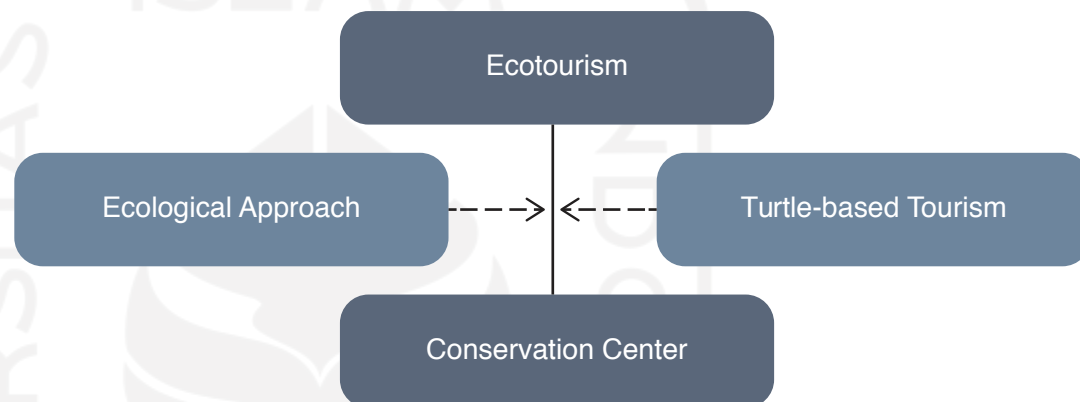 Ecotourism
Ecological Approach
Turtle-based Tourism
Conservation Center